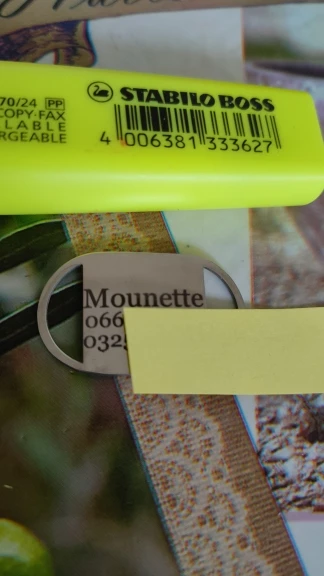 STABILO BOSS
70/24 PP
COPY·FAX
LABLE
RGEABLE
4 006381 333627
Mounette
066
032